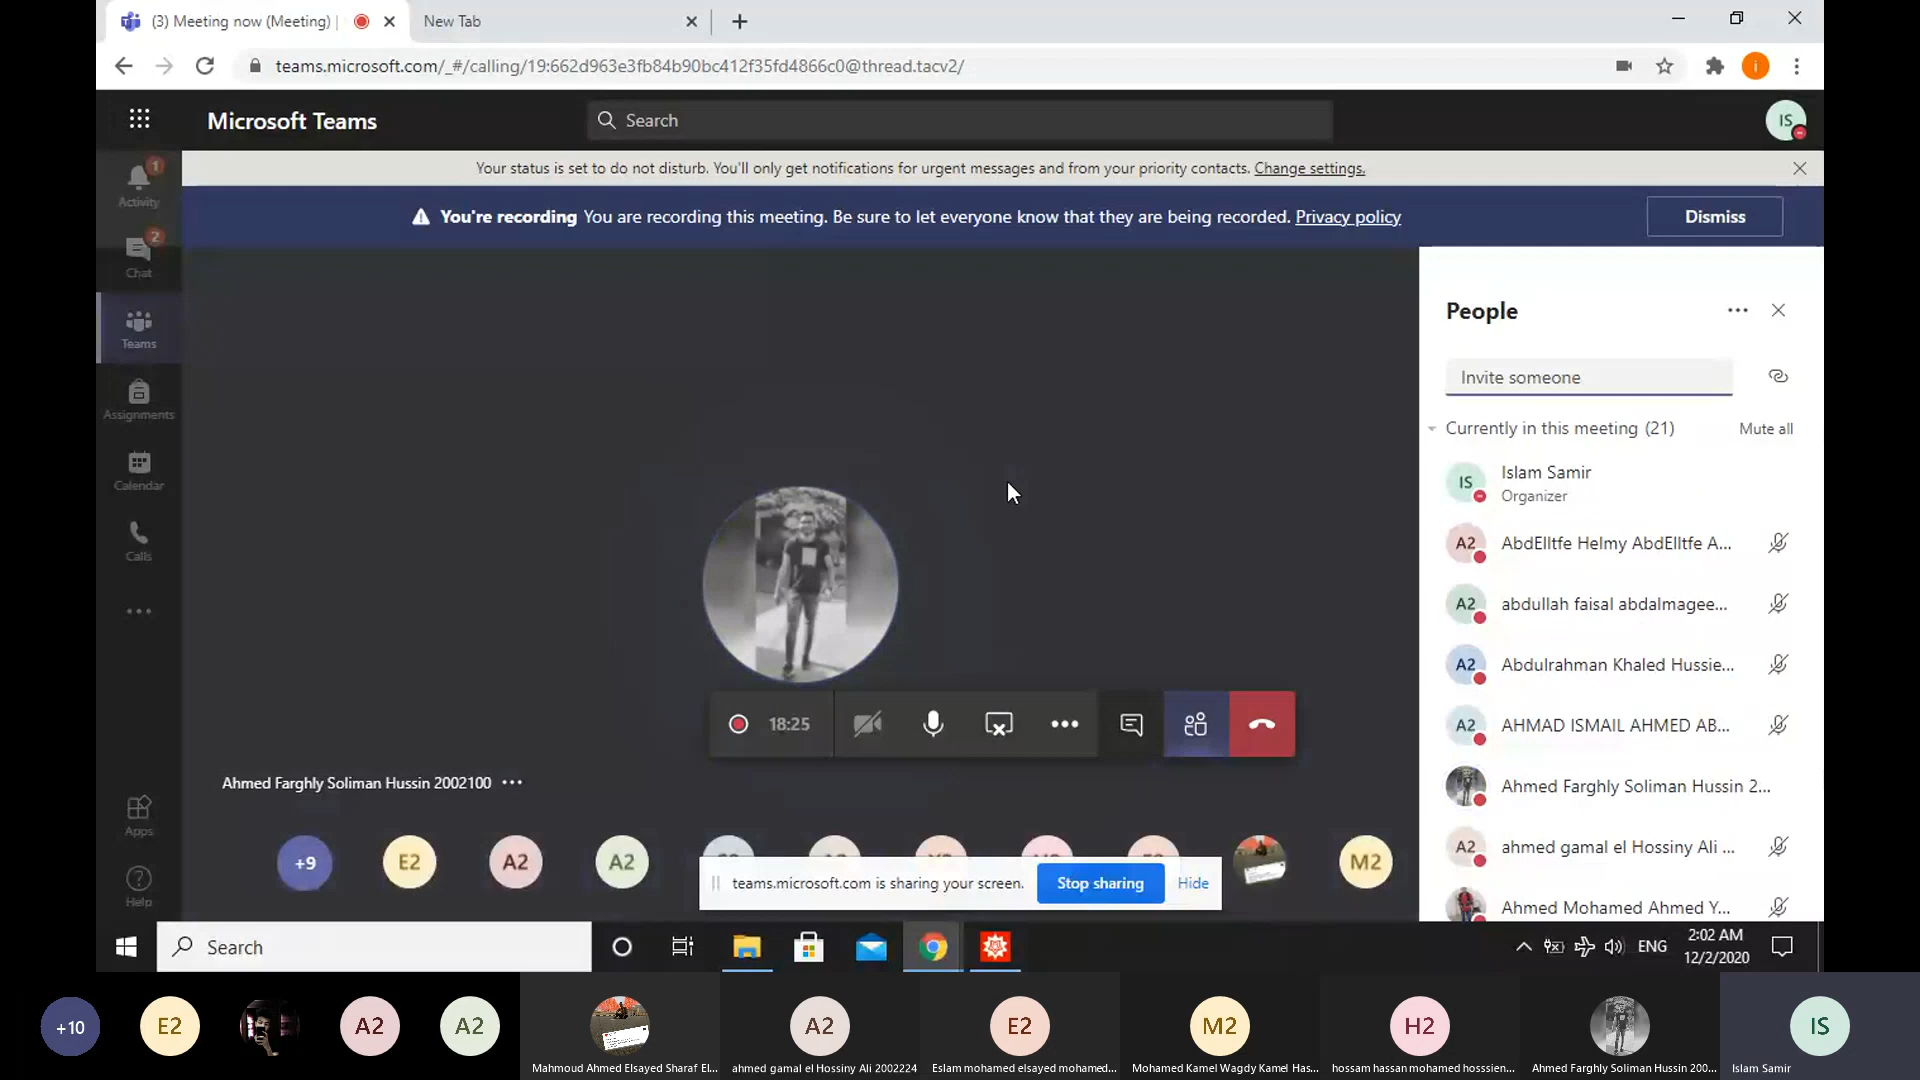 (3) Meeting now (Meeting) |
New Tab
teams.microsoft.com/_#/calling/19:662d963e3fb84b90bc412f35fd4866c0@thread.tacv2/
i
Microsoft Teams
Search
IS
Your status is set to do not disturb. You'll only get notifications for urgent messages and from your priority contacts. Change settings.
You're recording You are recording this meeting. Be sure to let everyone know that they are being recorded. Privacy policy
Dismiss
1
Activity
2
Chat
Teams
Assignments
Calendar
Calls
Apps
Help
People
Invite someone
Currently in this meeting (21)
Mute all
IS
Islam Samir
Organizer
A2
AbdElltfe Helmy AbdElltfe A...
A2
abdullah faisal abdalmagee...
A2
Abdulrahman Khaled Hussie...
A2
AHMAD ISMAIL AHMED AB...
Ahmed Farghly Soliman Hussin 2...
A2
ahmed gamal el Hossiny Ali ...
Ahmed Mohamed Ahmed Y...
18:25
Ahmed Farghly Soliman Hussin 2002100
+9
E2
A2
A2
M2
teams.microsoft.com is sharing your screen.
Stop sharing
Hide
Search
ENG
2:02 AM
12/2/2020
+10
E2
A2
A2
Mahmoud Ahmed Elsayed Sharaf El...
A2
ahmed gamal el Hossiny Ali 2002224
E2
Eslam mohamed elsayed mohamed...
M2
Mohamed Kamel Wagdy Kamel Has...
H2
hossam hassan mohamed hosssien...
Ahmed Farghly Soliman Hussin 200...
IS
Islam Samir